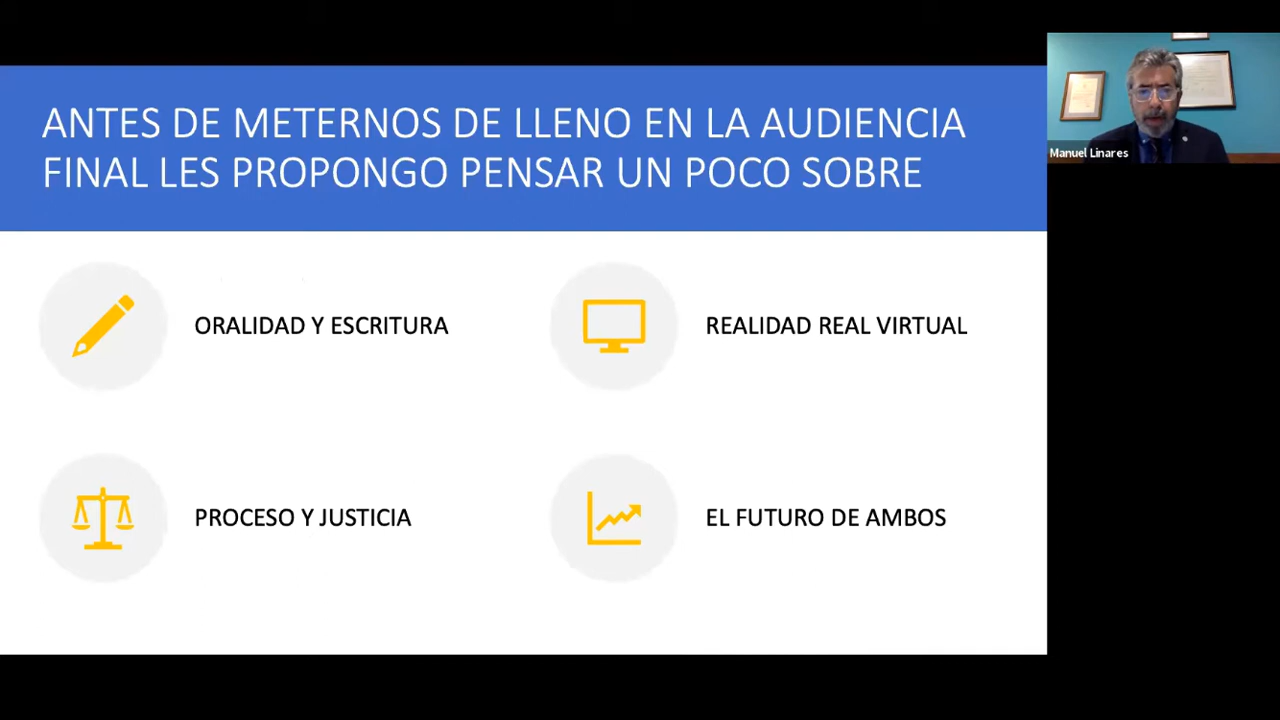 ANTES DE METERNOS DE LLENO EN LA AUDIENCIA
FINAL LES PROPONGO PENSAR UN POCO SOBRE
Manuel Linares
ORALIDAD Y ESCRITURA
REALIDAD REAL VIRTUAL
PROCESO Y JUSTICIA
EL FUTURO DE AMBOS